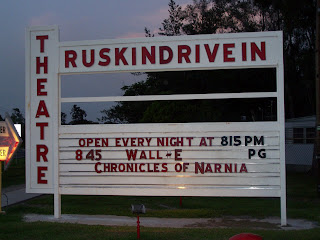 THEATRE
RUSKINDRIVEIN
OPEN EVERY NIGHT AT 815 PM
845 WALL-E PG
CHRONICLES OF NARNIA